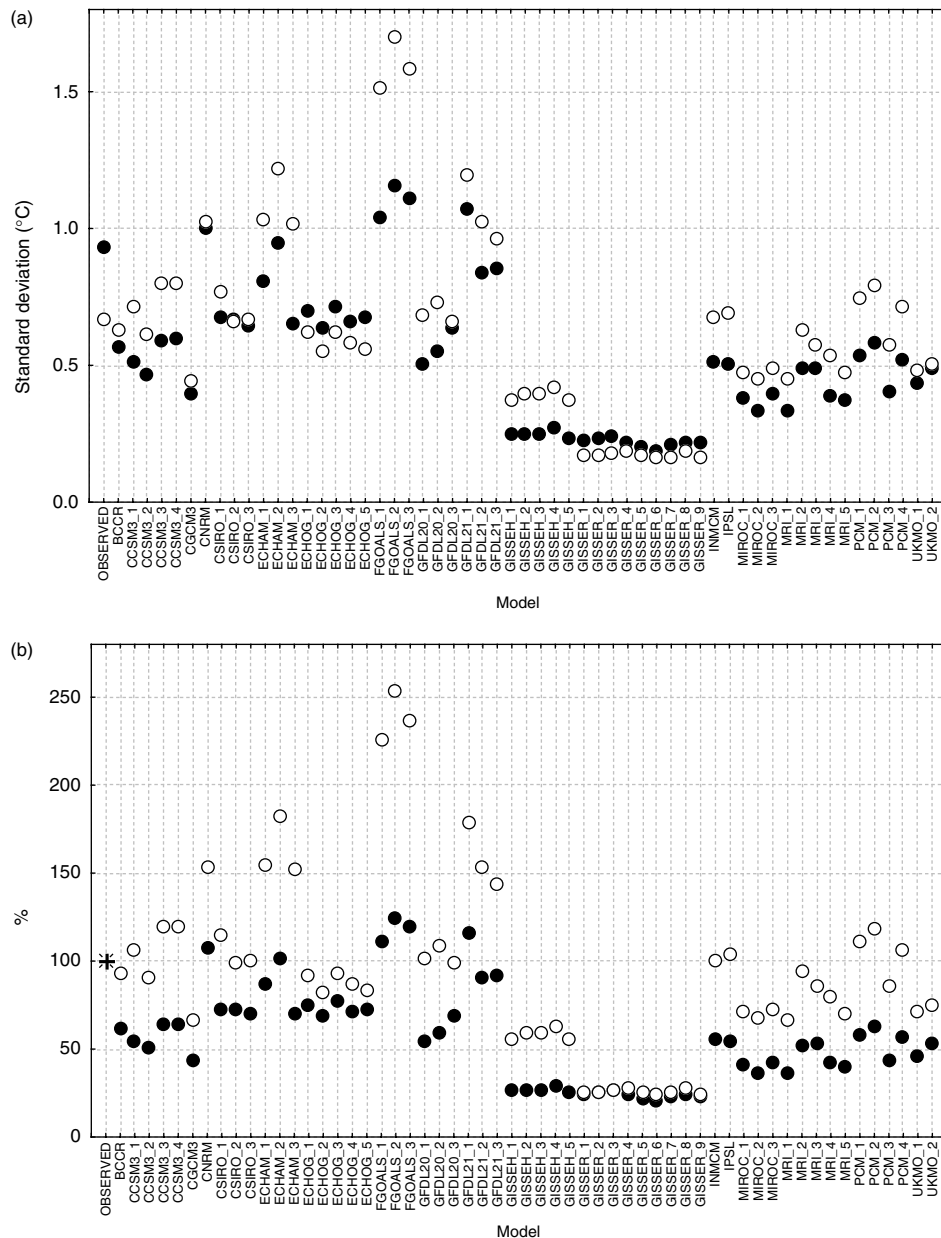 (a)
Standard deviation (°C)
1.5
1.0
0.5
0.0
OBSERVED
BCCR
CCSM3_1
CCSM3_2
CCSM3_3
CCSM3_4
CGCM3
CNRM
CSIRO_1
CSIRO_2
CSIRO_3
ECHAM_1
ECHAM_2
ECHAM_3
ECHOG_1
ECHOG_2
ECHOG_3
ECHOG_4
ECHOG_5
FGOALS_1
FGOALS_2
FGOALS_3
GFDL20_1
GFDL20_2
GFDL20_3
GFDL21_1
GFDL21_2
GFDL21_3
GISSEH_1
GISSEH_2
GISSEH_3
GISSEH_4
GISSEH_5
GISSER_1
GISSER_2
GISSER_3
GISSER_4
GISSER_5
GISSER_6
GISSER_7
GISSER_8
GISSER_9
INMCM
IPSL
MIROC_1
MIROC_2
MIROC_3
MRI_1
MRI_2
MRI_3
MRI_4
MRI_5
PCM_1
PCM_2
PCM_3
PCM_4
UKMO_1
UKMO_2
Model
(b)
%
250
200
150
100
50
0
OBSERVED
BCCR
CCSM3_1
CCSM3_2
CCSM3_3
CCSM3_4
CGCM3
CNRM
CSIRO_1
CSIRO_2
CSIRO_3
ECHAM_1
ECHAM_2
ECHAM_3
ECHOG_1
ECHOG_2
ECHOG_3
ECHOG_4
ECHOG_5
FGOALS_1
FGOALS_2
FGOALS_3
GFDL20_1
GFDL20_2
GFDL20_3
GFDL21_1
GFDL21_2
GFDL21_3
GISSEH_1
GISSEH_2
GISSEH_3
GISSEH_4
GISSEH_5
GISSER_1
GISSER_2
GISSER_3
GISSER_4
GISSER_5
GISSER_6
GISSER_7
GISSER_8
GISSER_9
INMCM
IPSL
MIROC_1
MIROC_2
MIROC_3
MRI_1
MRI_2
MRI_3
MRI_4
MRI_5
PCM_1
PCM_2
PCM_3
PCM_4
UKMO_1
UKMO_2
Model